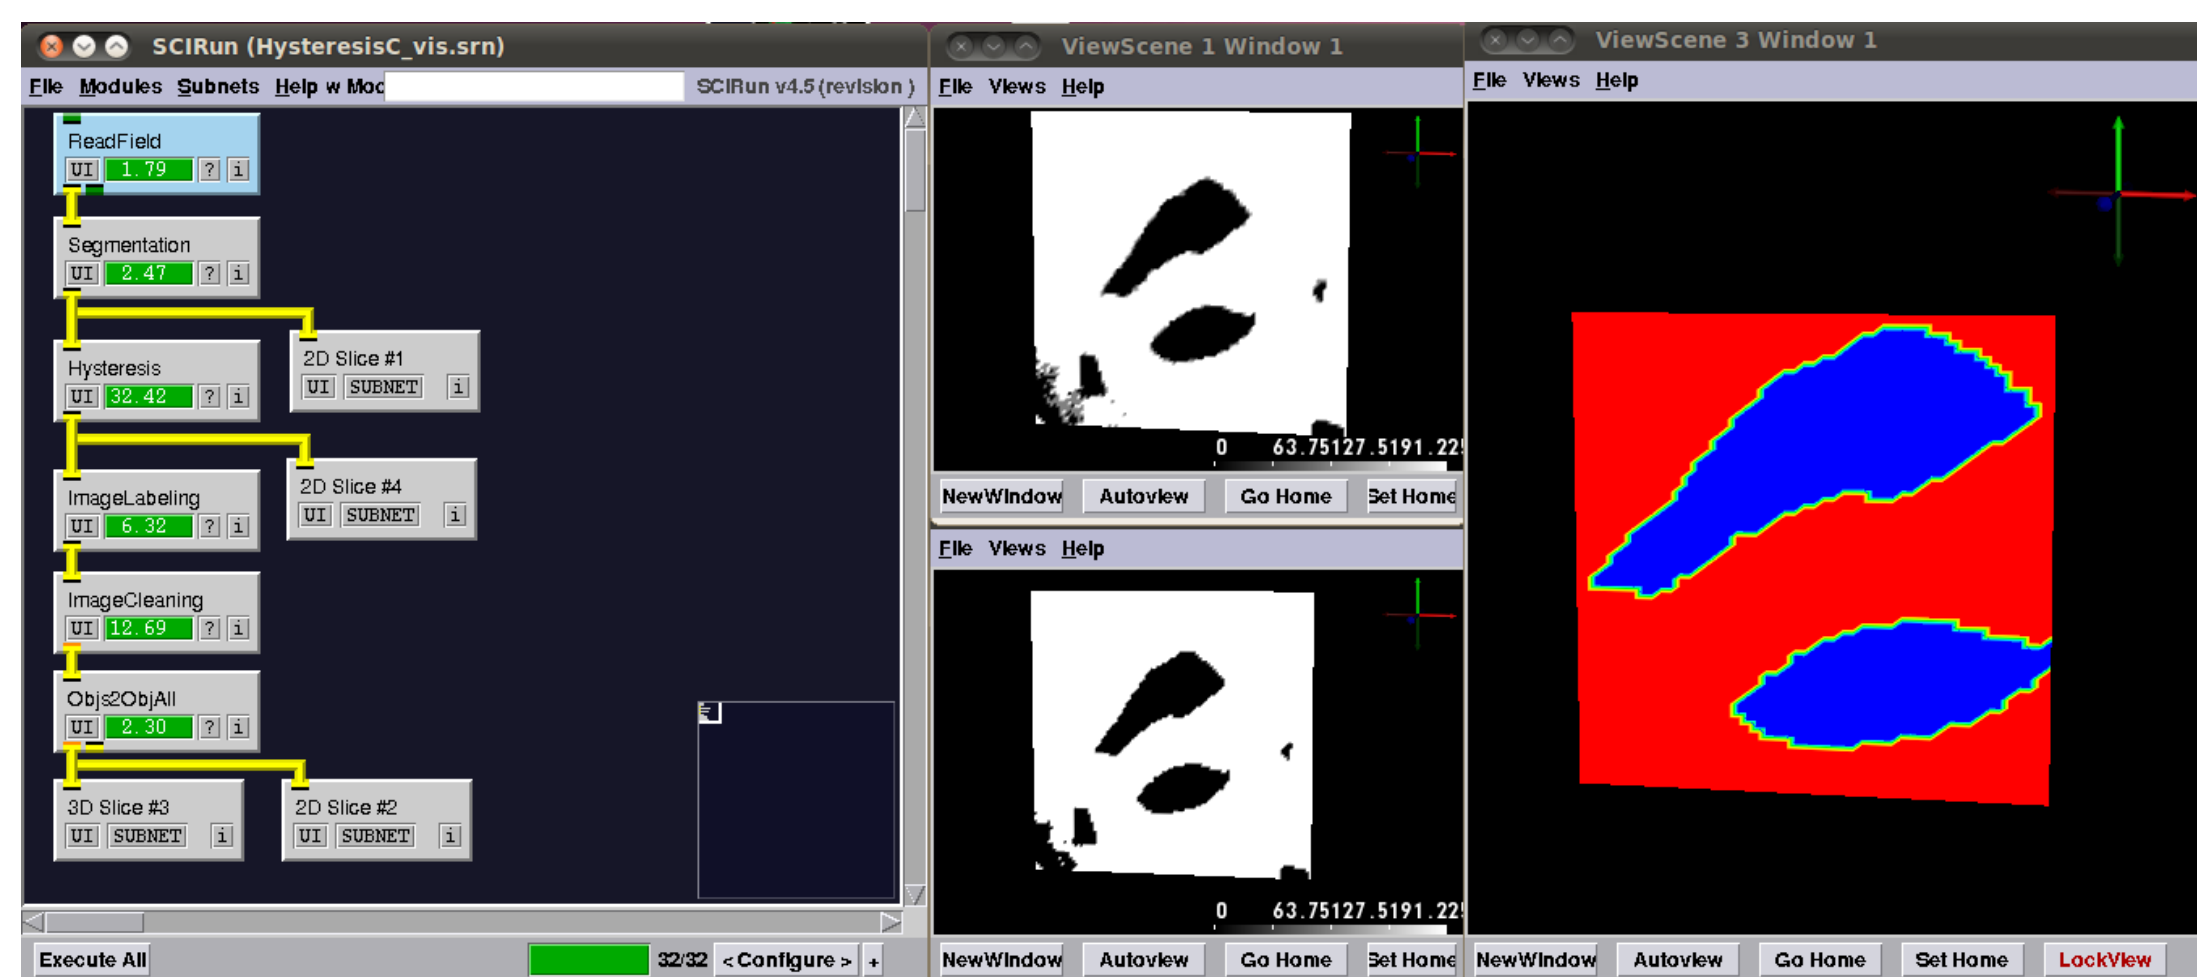 SCIRun (HysteresisC_vis.srn)
File Modules Subnets Help w Moc
SCIRun v4.5 (revision )
ReadField
UI 1.79 ? i
Segmentation
UI 2.47 ? i
2D Slice #1
UI SUBNET i
Hysteresis
UI 32.42 ? i
2D Slice #4
UI SUBNET i
ImageLabeling
UI 6.32 ? i
ImageCleaning
UI 12.69 ? i
Objs2ObjAll
UI 2.30 ? i
3D Slice #3
UI SUBNET i
2D Slice #2
UI SUBNET i
Execute All
32/32 < Configure > +
ViewScene 1 Window 1
File Views Help
0 63.75127.5191.225
NewWindow Autoview Go Home Set Home
File Views Help
0 63.75127.5191.225
NewWindow Autoview Go Home Set Home
ViewScene 3 Window 1
File Views Help
NewWindow Autoview Go Home Set Home LockView